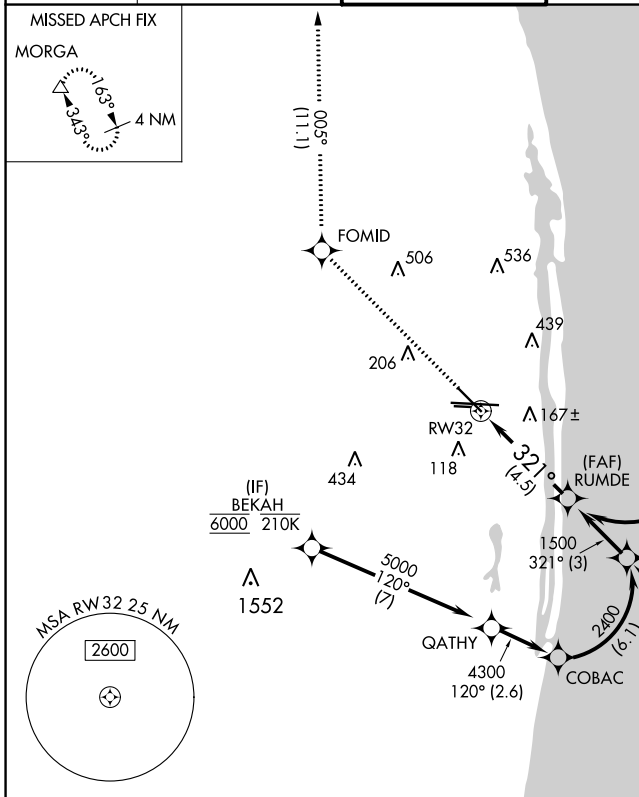 MISSED APCH FIX
MORGA
163°
343°
4 NM
005°
(11.1)
FOMID
506
536
439
206
RW32
167±
118
434
321°
(4.5)
(FAF)
RUMDE
(IF)
BEKAH
6000 210K
1552
5000
120°
(7)
1500
321° (3)
QATHY
4300
120° (2.6)
COBAC
2400
(6.1)
MSA RW32 25 NM
2600